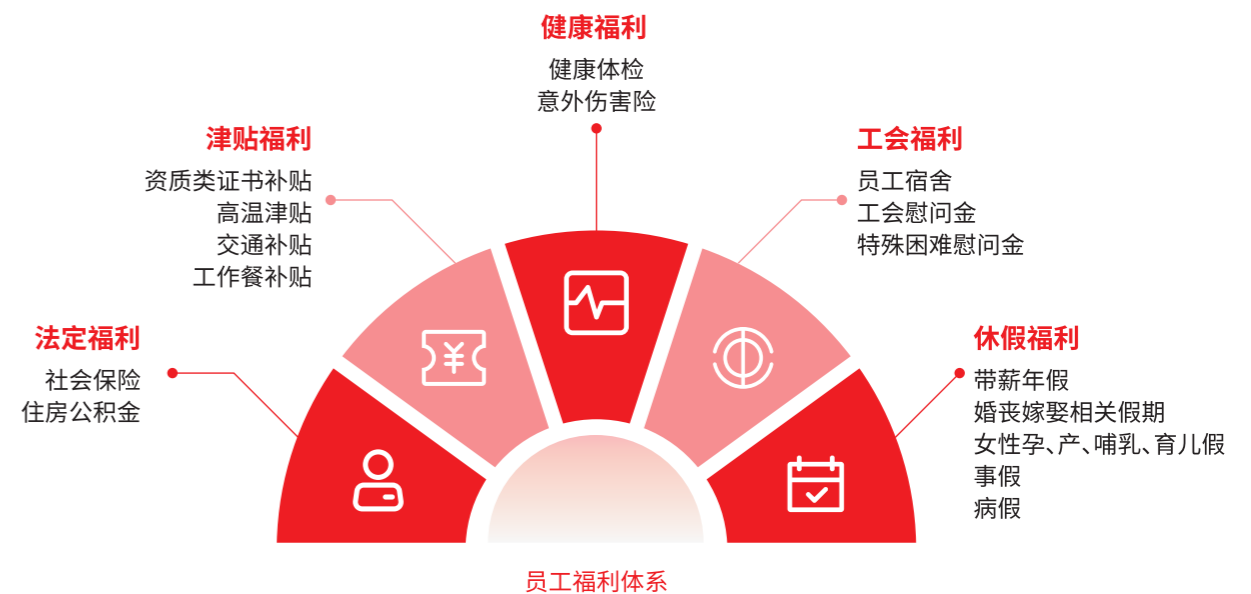 健康福利
健康体检
意外伤害险
津贴福利
资质类证书补贴
高温津贴
交通补贴
工作餐补贴
工会福利
员工宿舍
工会慰问金
特殊困难慰问金
法定福利
社会保险
住房公积金
休假福利
带薪年假
婚丧嫁娶相关假期
女性孕、产、哺乳、育儿假
事假
病假
¥
员工福利体系